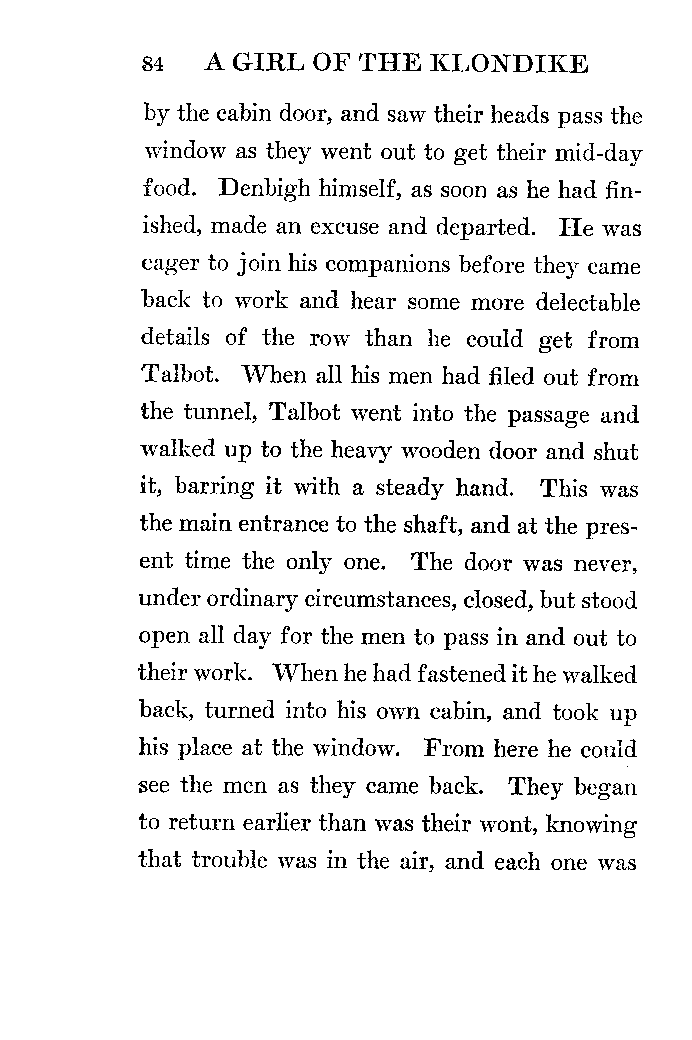 84 A GIRL OF THE KLONDIKE
by the cabin door, and saw their heads pass the
window as they went out to get their mid-day
food. Denbigh himself, as soon as he had fin-
ished, made an excuse and departed. He was
eager to join his companions before they came
back to work and hear some more delectable
details of the row than he could get from
Talbot. When all his men had filed out from
the tunnel, Talbot went into the passage and
walked up to the heavy wooden door and shut
it, barring it with a steady hand. This was
the main entrance to the shaft, and at the pres-
ent time the only one. The door was never,
under ordinary circumstances, closed, but stood
open all day for the men to pass in and out to
their work. When he had fastened it he walked
back, turned into his own cabin, and took up
his place at the window. From here he could
see the men as they came back. They began
to return earlier than was their wont, knowing
that trouble was in the air, and each one was